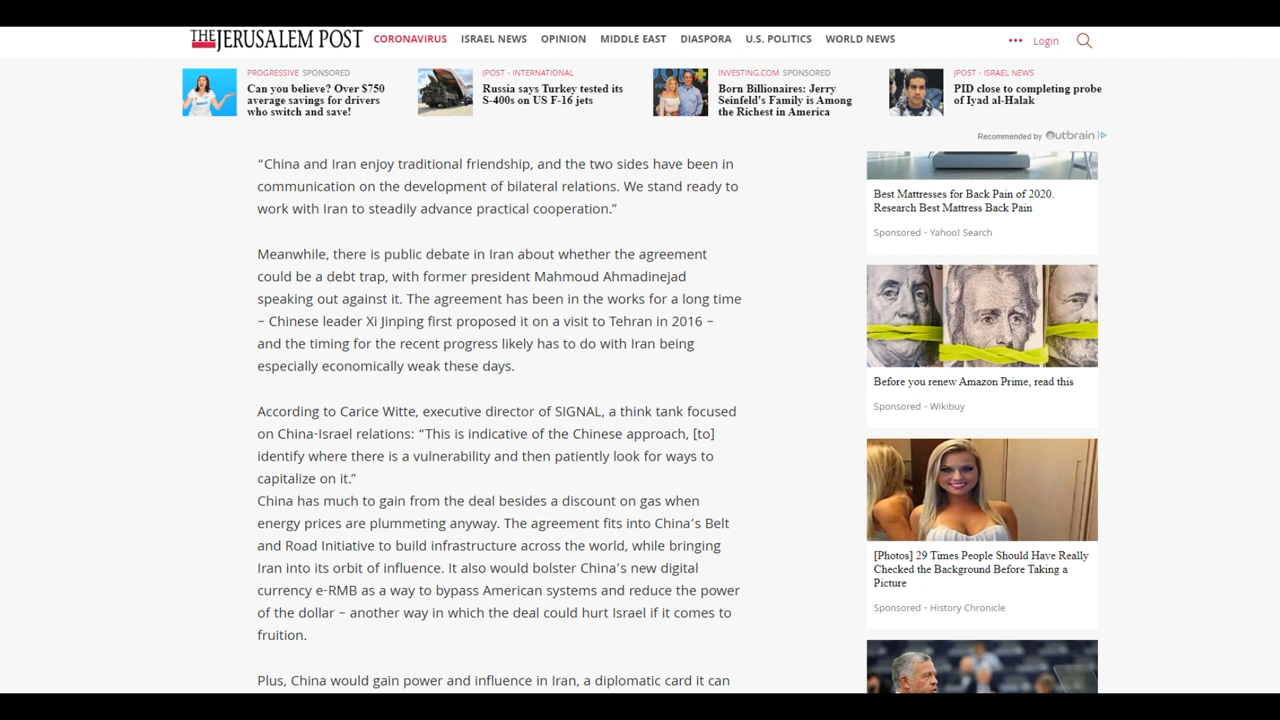 THE JERUSALEM POST
CORONAVIRUS ISRAEL NEWS OPINION MIDDLE EAST DIASPORA U.S. POLITICS WORLD NEWS
••• Login
PROGRESSIVE SPONSORED
Can you believe? Over $750
average savings for drivers
who switch and save!
JPOST - INTERNATIONAL
Russia says Turkey tested its
S-400s on US F-16 jets
INVESTING.COM SPONSORED
Born Billionaires: Jerry
Seinfeld's Family is Among
the Richest in America
JPOST - ISRAEL NEWS
PID close to completing probe
of Iyad al-Halak
Recommended by Outbrain
“China and Iran enjoy traditional friendship, and the two sides have been in
communication on the development of bilateral relations. We stand ready to
work with Iran to steadily advance practical cooperation.”
Meanwhile, there is public debate in Iran about whether the agreement
could be a debt trap, with former president Mahmoud Ahmadinejad
speaking out against it. The agreement has been in the works for a long time
– Chinese leader Xi Jinping first proposed it on a visit to Tehran in 2016 –
and the timing for the recent progress likely has to do with Iran being
especially economically weak these days.
According to Carice Witte, executive director of SIGNAL, a think tank focused
on China-Israel relations: “This is indicative of the Chinese approach, [to]
identify where there is a vulnerability and then patiently look for ways to
capitalize on it.”
China has much to gain from the deal besides a discount on gas when
energy prices are plummeting anyway. The agreement fits into China’s Belt
and Road Initiative to build infrastructure across the world, while bringing
Iran into its orbit of influence. It also would bolster China’s new digital
currency e-RMB as a way to bypass American systems and reduce the power
of the dollar – another way in which the deal could hurt Israel if it comes to
fruition.
Plus, China would gain power and influence in Iran, a diplomatic card it can
Best Mattresses for Back Pain of 2020.
Research Best Mattress Back Pain
Sponsored - Yahoo! Search
Before you renew Amazon Prime, read this
Sponsored - Wikibuy
[Photos] 29 Times People Should Have Really
Checked the Background Before Taking a
Picture
Sponsored - History Chronicle